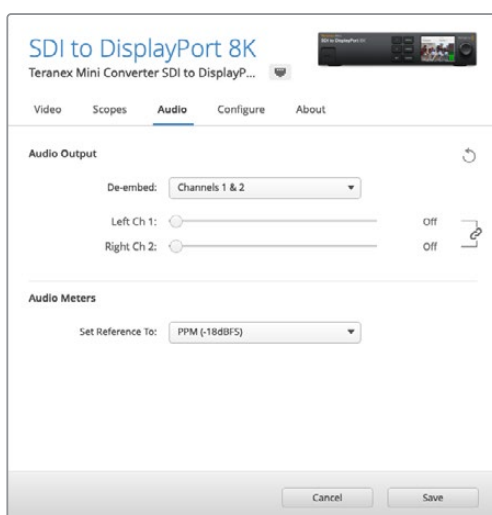 SDI to DisplayPort 8K
Teranex Mini Converter SDI to DisplayP...
Video Scopes Audio Configure About
Audio Output
De-embed: Channels 1 & 2
Left Ch 1: Off
Right Ch 2: Off
Audio Meters
Set Reference To: PPM (-18dBFS)
Cancel Save